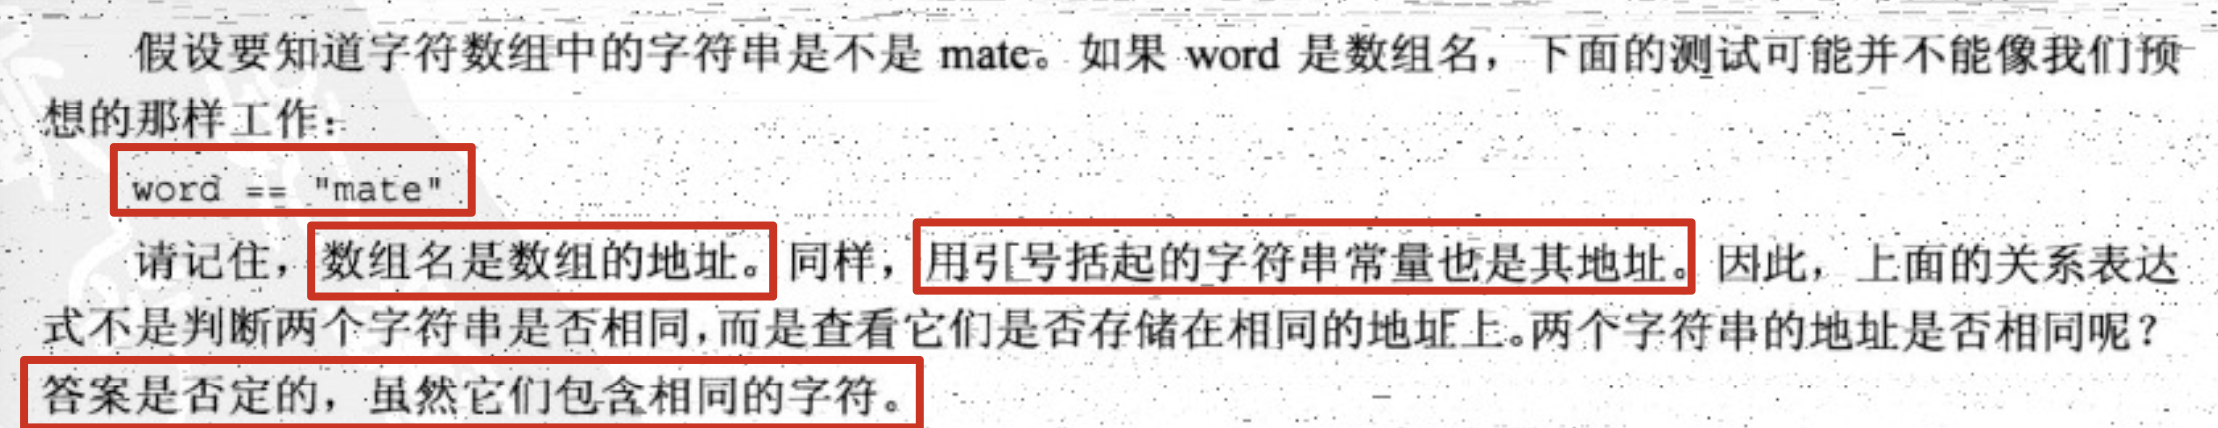 假设要知道字符数组中的字符串是不是 mate。如果 word 是数组名，下面的测试可能并不能像我们预
想的那样工作：
word == "mate"
请记住，数组名是数组的地址。同样，用引号括起的字符串常量也是其地址。因此，上面的关系表达
式不是判断两个字符串是否相同，而是查看它们是否存储在相同的地址上。两个字符串的地址是否相同呢？
答案是否定的，虽然它们包含相同的字符。